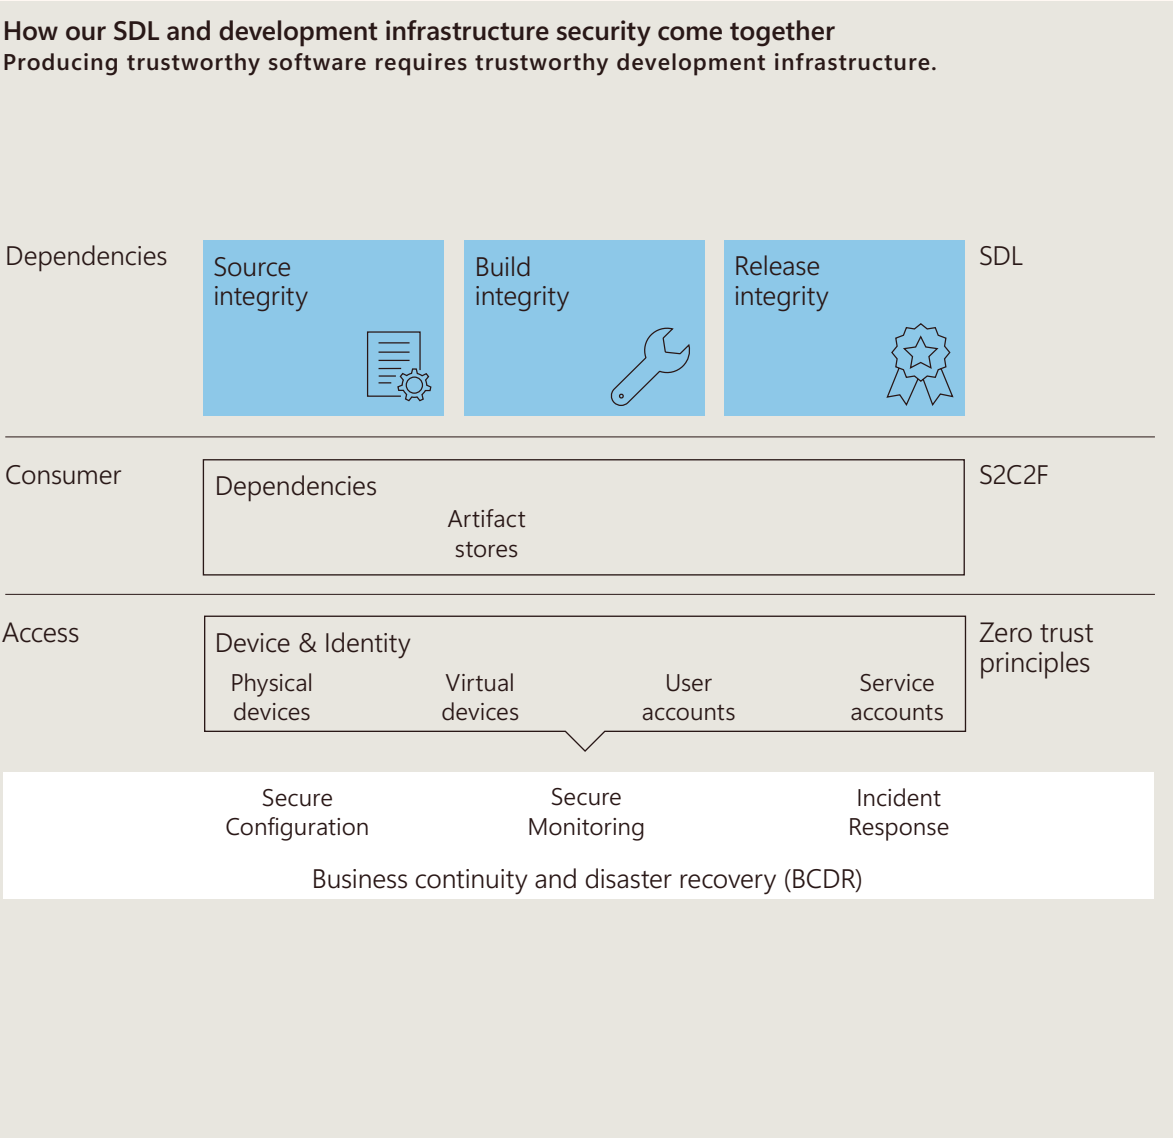 How our SDL and development infrastructure security come together
Producing trustworthy software requires trustworthy development infrastructure.
Dependencies
Source
integrity
Build
integrity
Release
integrity
SDL
Consumer
Dependencies
Artifact
stores
S2C2F
Access
Device & Identity
Physical
devices
Virtual
devices
User
accounts
Service
accounts
Zero trust
principles
Secure
Configuration
Secure
Monitoring
Incident
Response
Business continuity and disaster recovery (BCDR)